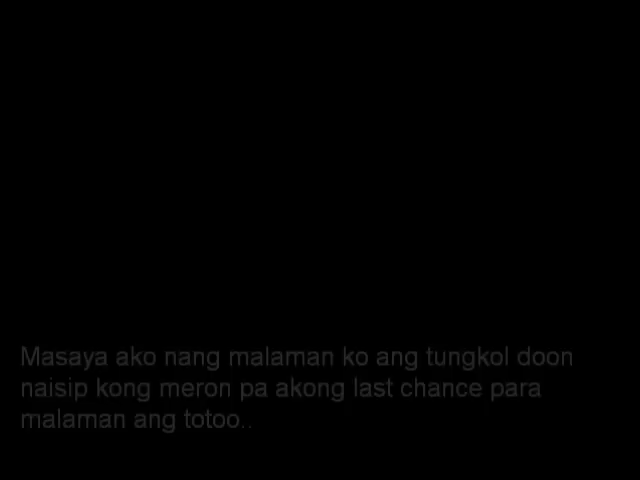 Masaya ako nang malaman ko ang tungkol doon
naisip kong meron pa akong last chance para
malaman ang totoo..